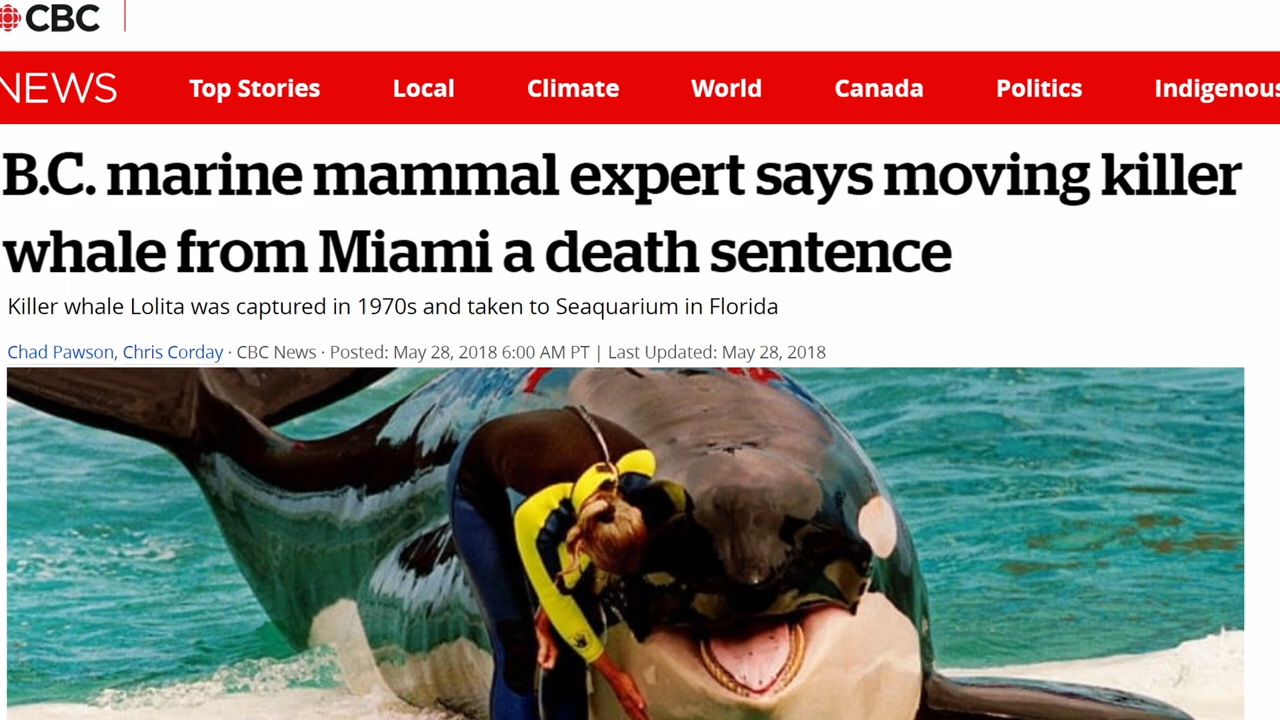 CBC
NEWS Top Stories Local Climate World Canada Politics Indigenous
B.C. marine mammal expert says moving killer
whale from Miami a death sentence
Killer whale Lolita was captured in 1970s and taken to Seaquarium in Florida
Chad Pawson, Chris Corday · CBC News · Posted: May 28, 2018 6:00 AM PT | Last Updated: May 28, 2018